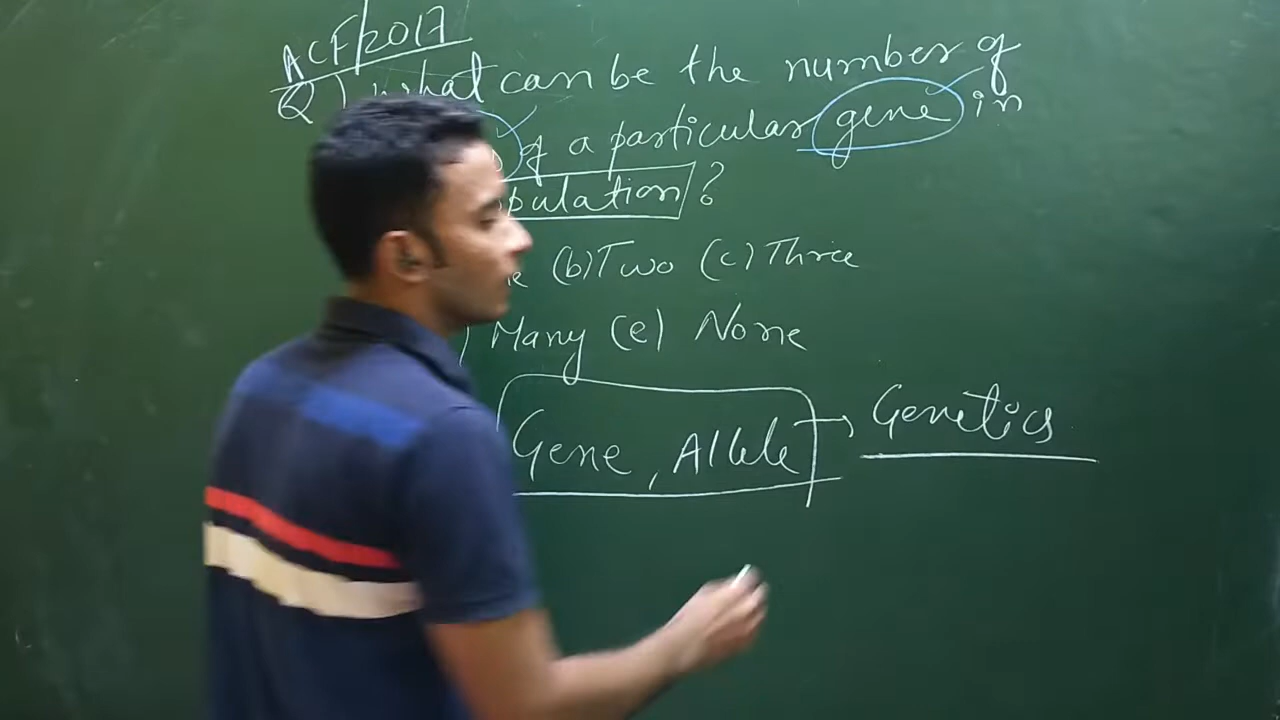 ACF/2017
Q) what can be the number of
of a particular gene in
pulation?
(b) Two (c) Three
) Many (e) None
Gene, Allele → Genetics